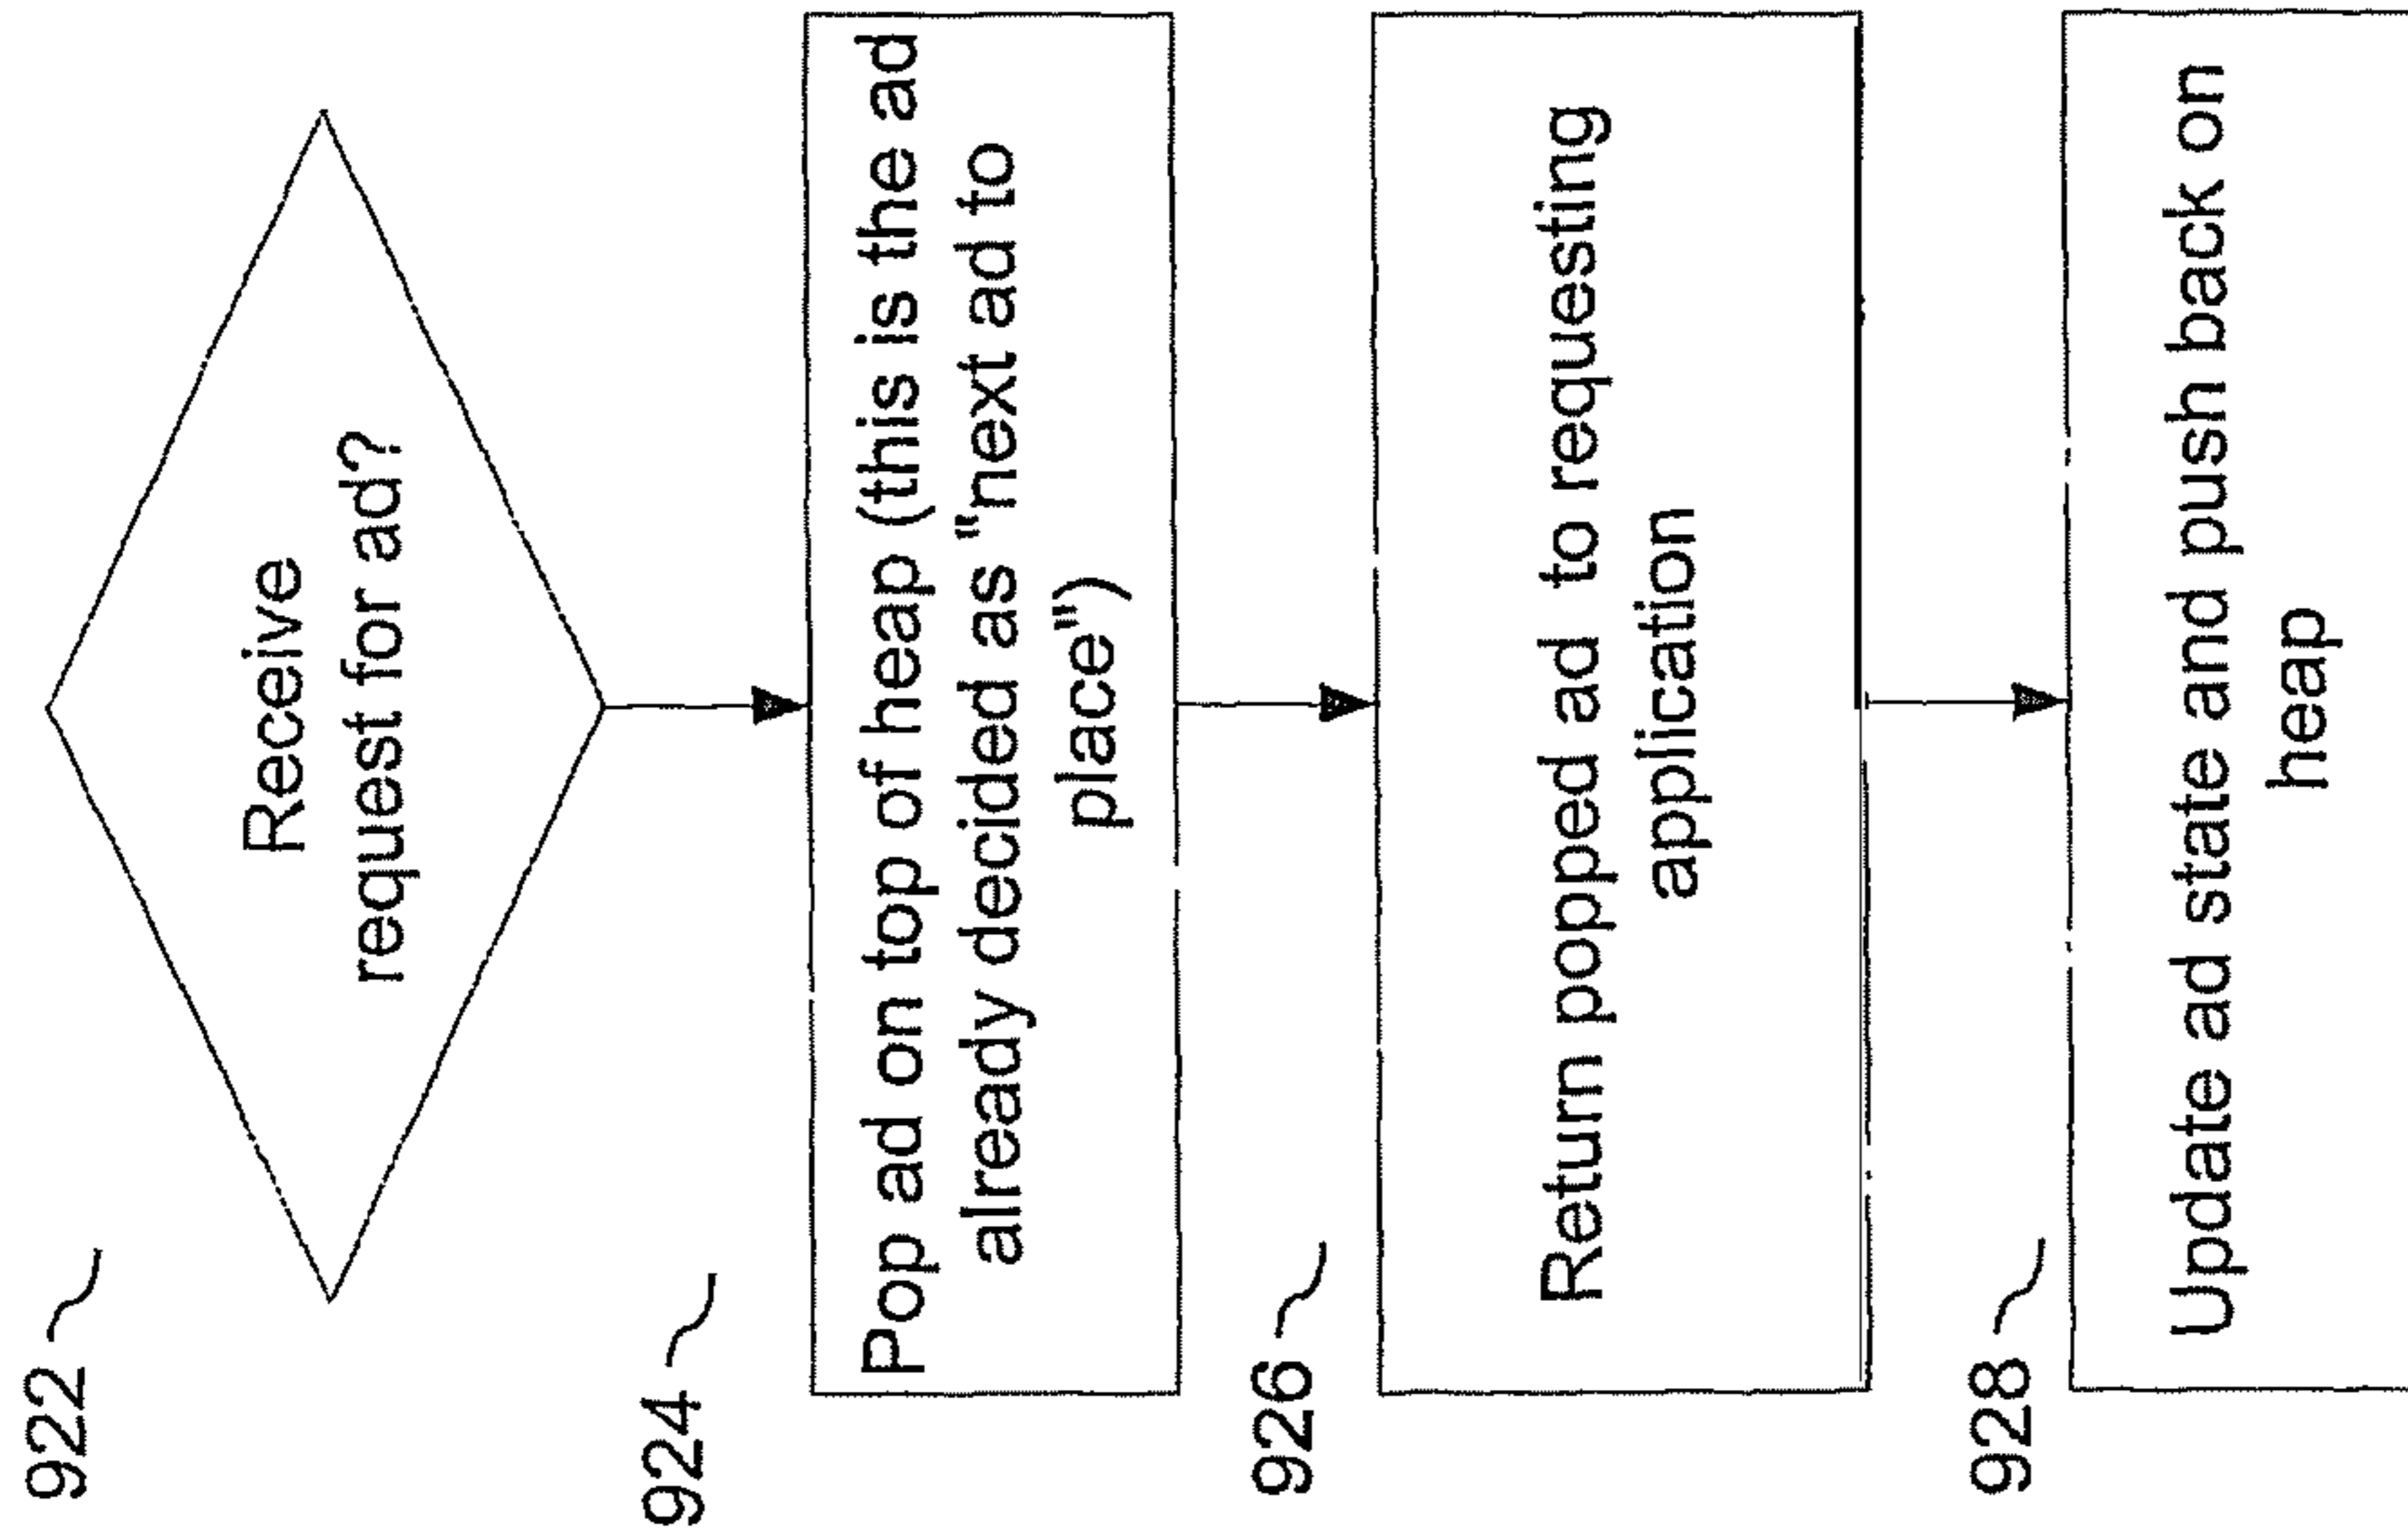 922
Receive
request for ad?
924
Pop ad on top of heap (this is the ad
already decided as "next ad to
place")
926
Return popped ad to requesting
application
928
Update ad state and push back on
heap